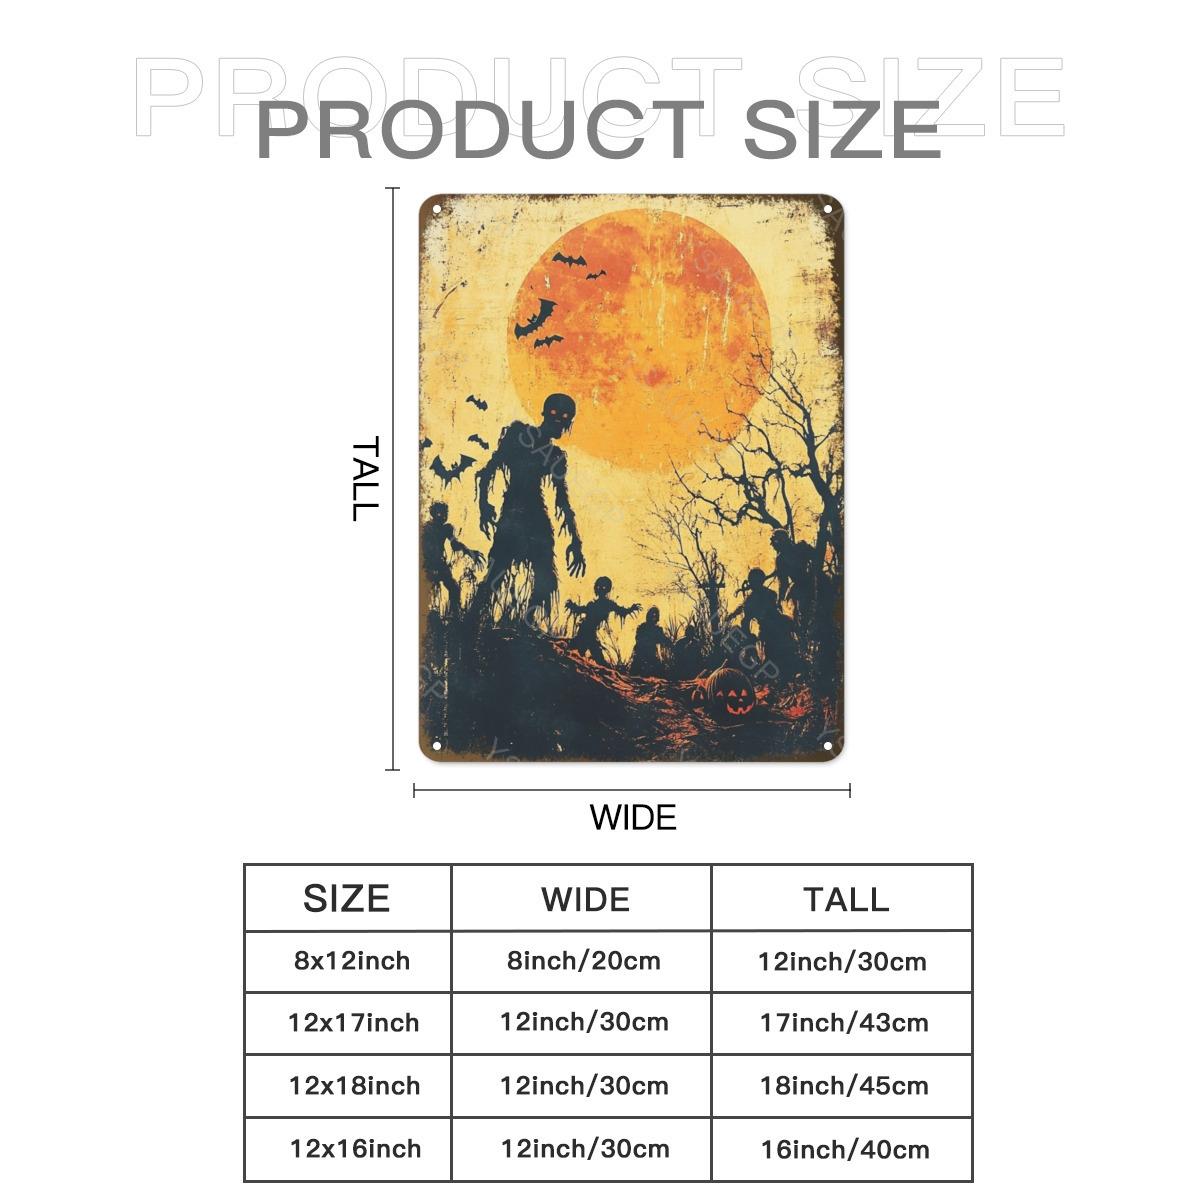 PRODUCT SIZE
PRODUCT SIZE
TALL
WIDE
SIZE WIDE TALL
8x12inch 8inch/20cm 12inch/30cm
12x17inch 12inch/30cm 17inch/43cm
12x18inch 12inch/30cm 18inch/45cm
12x16inch 12inch/30cm 16inch/40cm